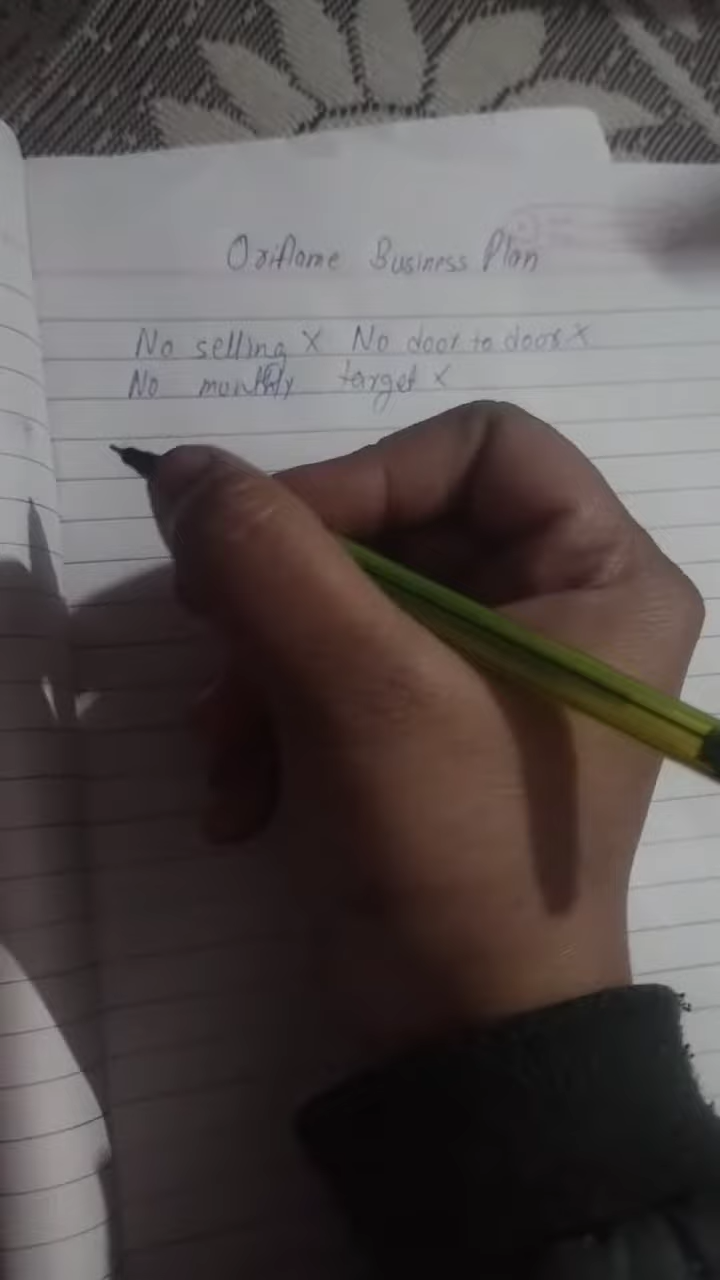 Oriflame Business Plan
No selling X No door to door X
No monthly target X